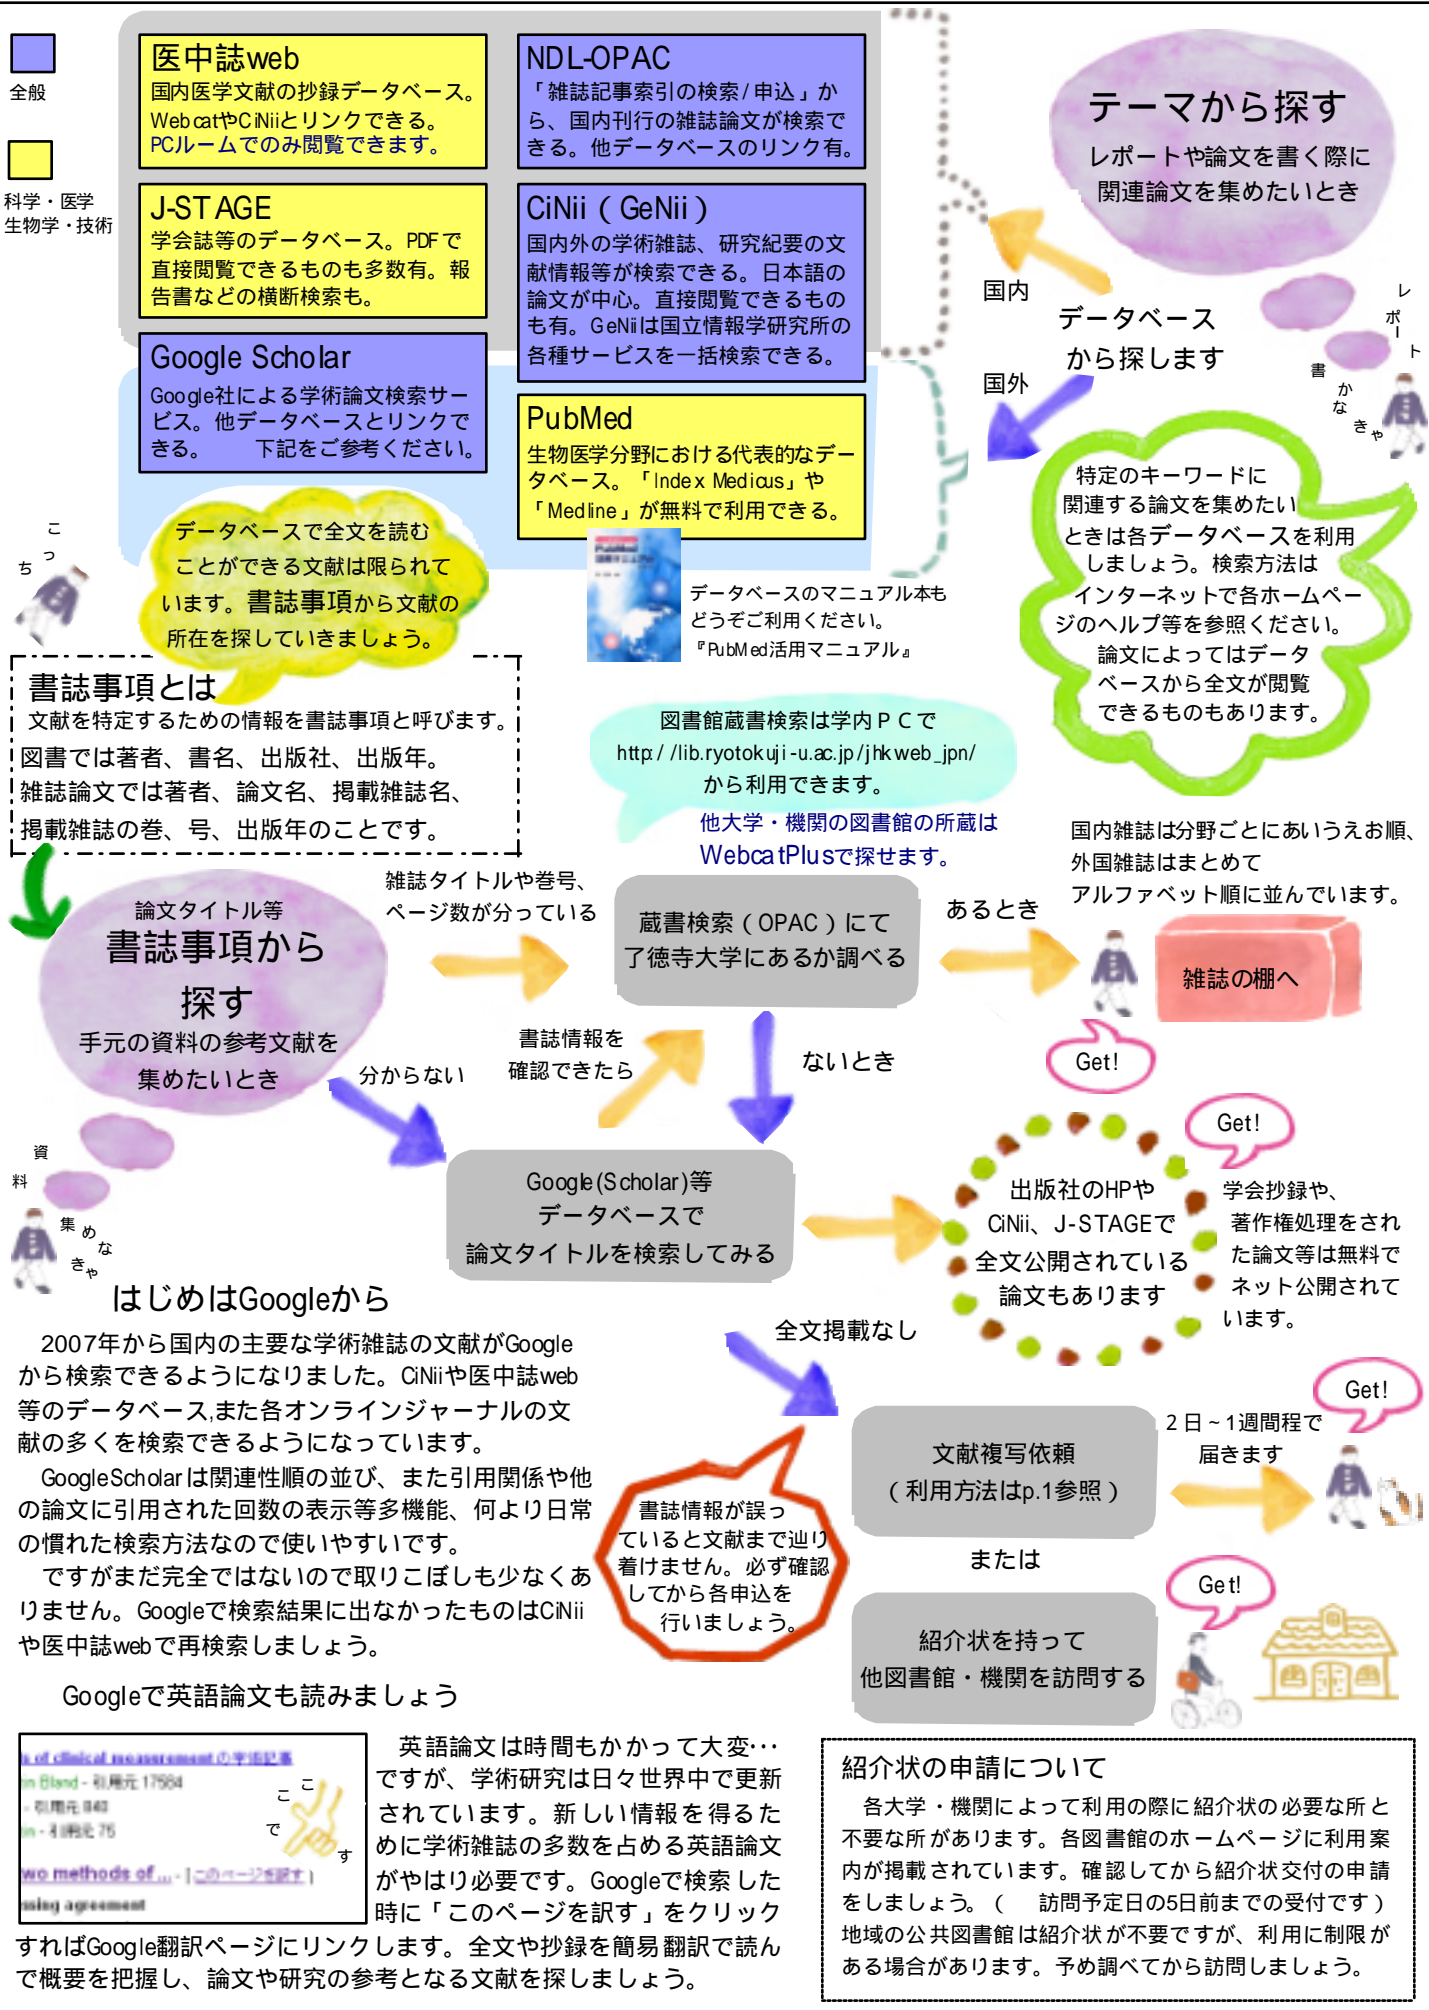 全般
科学・医学
生物学・技術
医中誌web
国内医学文献の抄録データベース。
WebcatやCiNiiとリンクできる。
PCルームでのみ閲覧できます。
NDL-OPAC
「雑誌記事索引の検索/申込」か
ら、国内刊行の雑誌論文が検索で
きる。他データベースのリンク有。
J-STAGE
学会誌等のデータベース。PDFで
直接閲覧できるものも多数有。報
告書などの横断検索も。
CiNii（GeNii）
国内外の学術雑誌、研究紀要の文
献情報等が検索できる。日本語の
論文が中心。直接閲覧できるもの
も有。GeNiiは国立情報学研究所の
各種サービスを一括検索できる。
Google Scholar
Google社による学術論文検索サー
ビス。他データベースとリンクで
きる。　　下記をご参考ください。
PubMed
生物医学分野における代表的なデー
タベース。「Index Medicus」や
「Medline」が無料で利用できる。
テーマから探す
レポートや論文を書く際に
関連論文を集めたいとき
国内
データベース
から探します
国外
レポート
書かなきゃ
特定のキーワードに
関連する論文を集めたい
ときは各データベースを利用
しましょう。検索方法は
インターネットで各ホームペー
ジのヘルプ等を参照ください。
論文によってはデータ
ベースから全文が閲覧
できるものもあります。
こっち
データベースで全文を読む
ことができる文献は限られて
います。書誌事項から文献の
所在を探していきましょう。
PubMed
活用マニュアル
データベースのマニュアル本も
どうぞご利用ください。
『PubMed活用マニュアル』
書誌事項とは
文献を特定するための情報を書誌事項と呼びます。
図書では著者、書名、出版社、出版年。
雑誌論文では著者、論文名、掲載雑誌名、
掲載雑誌の巻、号、出版年のことです。
図書館蔵書検索は学内ＰＣで
http://lib.ryotokuji-u.ac.jp/jhkweb_jpn/
から利用できます。
他大学・機関の図書館の所蔵は
WebcatPlusで探せます。
国内雑誌は分野ごとにあいうえお順、
外国雑誌はまとめて
アルファベット順に並んでいます。
論文タイトル等
書誌事項から
探す
手元の資料の参考文献を
集めたいとき
雑誌タイトルや巻号、
ページ数が分っている
蔵書検索（OPAC）にて
了徳寺大学にあるか調べる
あるとき
雑誌の棚へ
Get!
書誌情報を
確認できたら
ないとき
分からない
資料
集めなきゃ
Google(Scholar)等
データベースで
論文タイトルを検索してみる
出版社のHPや
CiNii、J-STAGEで
全文公開されている
論文もあります
Get!
学会抄録や、
著作権処理をされ
た論文等は無料で
ネット公開されて
います。
はじめはGoogleから
2007年から国内の主要な学術雑誌の文献がGoogle
から検索できるようになりました。CiNiiや医中誌web
等のデータベース,また各オンラインジャーナルの文
献の多くを検索できるようになっています。
GoogleScholarは関連性順の並び、また引用関係や他
の論文に引用された回数の表示等多機能、何より日常
の慣れた検索方法なので使いやすいです。
ですがまだ完全ではないので取りこぼしも少なくあ
りません。Googleで検索結果に出なかったものはCiNii
や医中誌webで再検索しましょう。
全文掲載なし
書誌情報が誤っ
ていると文献まで辿り
着けません。必ず確認
してから各申込を
行いましょう。
文献複写依頼
（利用方法はp.1参照）
２日～1週間程で
届きます
Get!
または
紹介状を持って
他図書館・機関を訪問する
Get!
Googleで英語論文も読みましょう
s of clinical measurement の学術記事
n Bland - 引用元 17584
- 引用元 840
n - 引用元 75
wo methods of ... - [このページを訳す]
ssing agreement
ここです
英語論文は時間もかかって大変…
ですが、学術研究は日々世界中で更新
されています。新しい情報を得るた
めに学術雑誌の多数を占める英語論文
がやはり必要です。Googleで検索した
時に「このページを訳す」をクリック
すればGoogle翻訳ページにリンクします。全文や抄録を簡易翻訳で読ん
で概要を把握し、論文や研究の参考となる文献を探しましょう。
紹介状の申請について
各大学・機関によって利用の際に紹介状の必要な所と
不要な所があります。各図書館のホームページに利用案
内が掲載されています。確認してから紹介状交付の申請
をしましょう。（　訪問予定日の5日前までの受付です）
地域の公共図書館は紹介状が不要ですが、利用に制限が
ある場合があります。予め調べてから訪問しましょう。